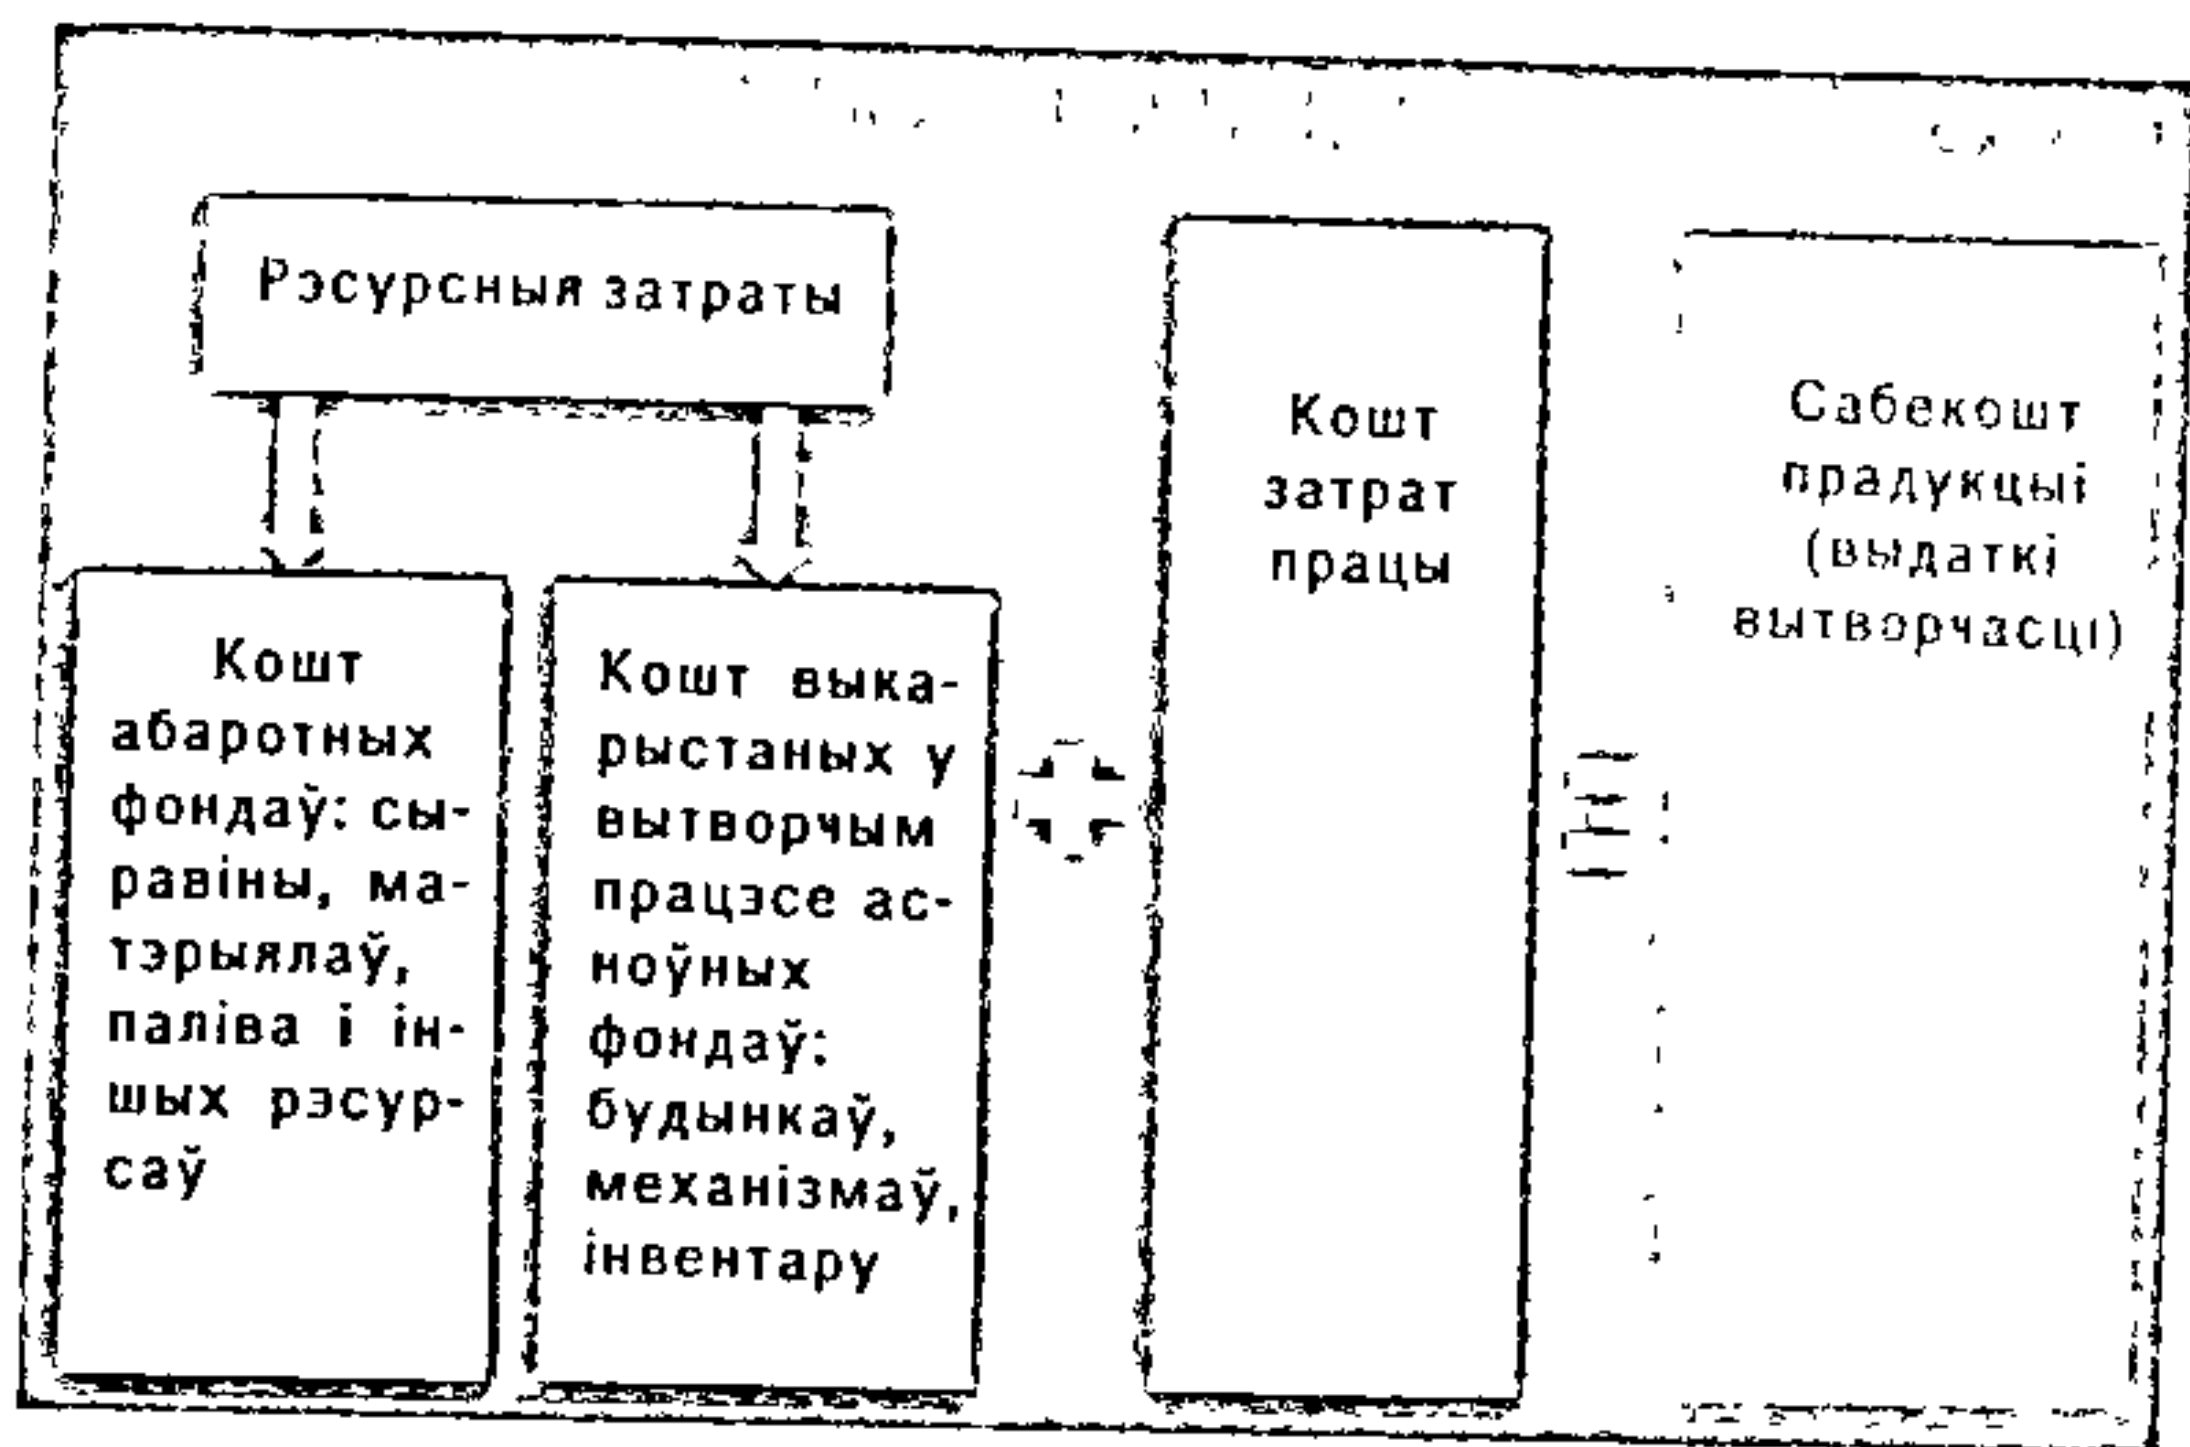 Рэсурсныя затраты
Кошт
абаротных
фондаў: сы-
равіны, ма-
тэрыялаў,
паліва і ін-
шых рэсур-
саў
Кошт выка-
рыстаных у
вытворчым
працэсе ас-
ноўных
фондаў:
будынкаў,
механізмаў,
інвентару
Кошт
затрат
працы
Сабекошт
прадукцыі
(выдаткі
вытворчасці)